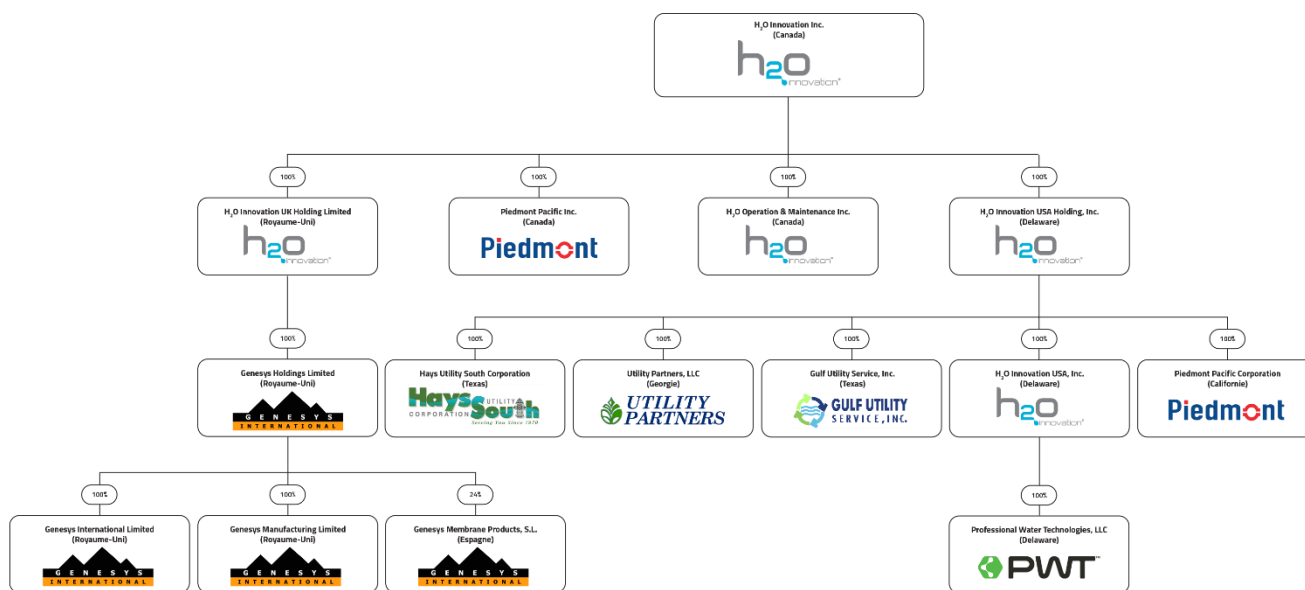 H₂O Innovation Inc.
(Canada)
h2o
innovation
100%
100%
100%
100%
H₂O Innovation UK Holding Limited
(Royaume-Uni)
h2o
innovation
Piedmont Pacific Inc.
(Canada)
Piedmont
H₂O Operation & Maintenance Inc.
(Canada)
h2o
innovation
H₂O Innovation USA Holding, Inc.
(Delaware)
h2o
innovation
100%
100%
100%
100%
100%
100%
Genesys Holdings Limited
(Royaume-Uni)
GENESYS
INTERNATIONAL
Hays Utility South Corporation
(Texas)
Hays UTILITY
CORPORATION South
Serving You Since 1970
Utility Partners, LLC
(Georgie)
UTILITY
PARTNERS
Gulf Utility Service, Inc.
(Texas)
GULF UTILITY
SERVICE, INC.
H₂O Innovation USA, Inc.
(Delaware)
h2o
innovation
Piedmont Pacific Corporation
(Californie)
Piedmont
100%
100%
24%
100%
Genesys International Limited
(Royaume-Uni)
GENESYS
INTERNATIONAL
Genesys Manufacturing Limited
(Royaume-Uni)
GENESYS
INTERNATIONAL
Genesys Membrane Products, S.L.
(Espagne)
GENESYS
INTERNATIONAL
Professional Water Technologies, LLC
(Delaware)
PWT